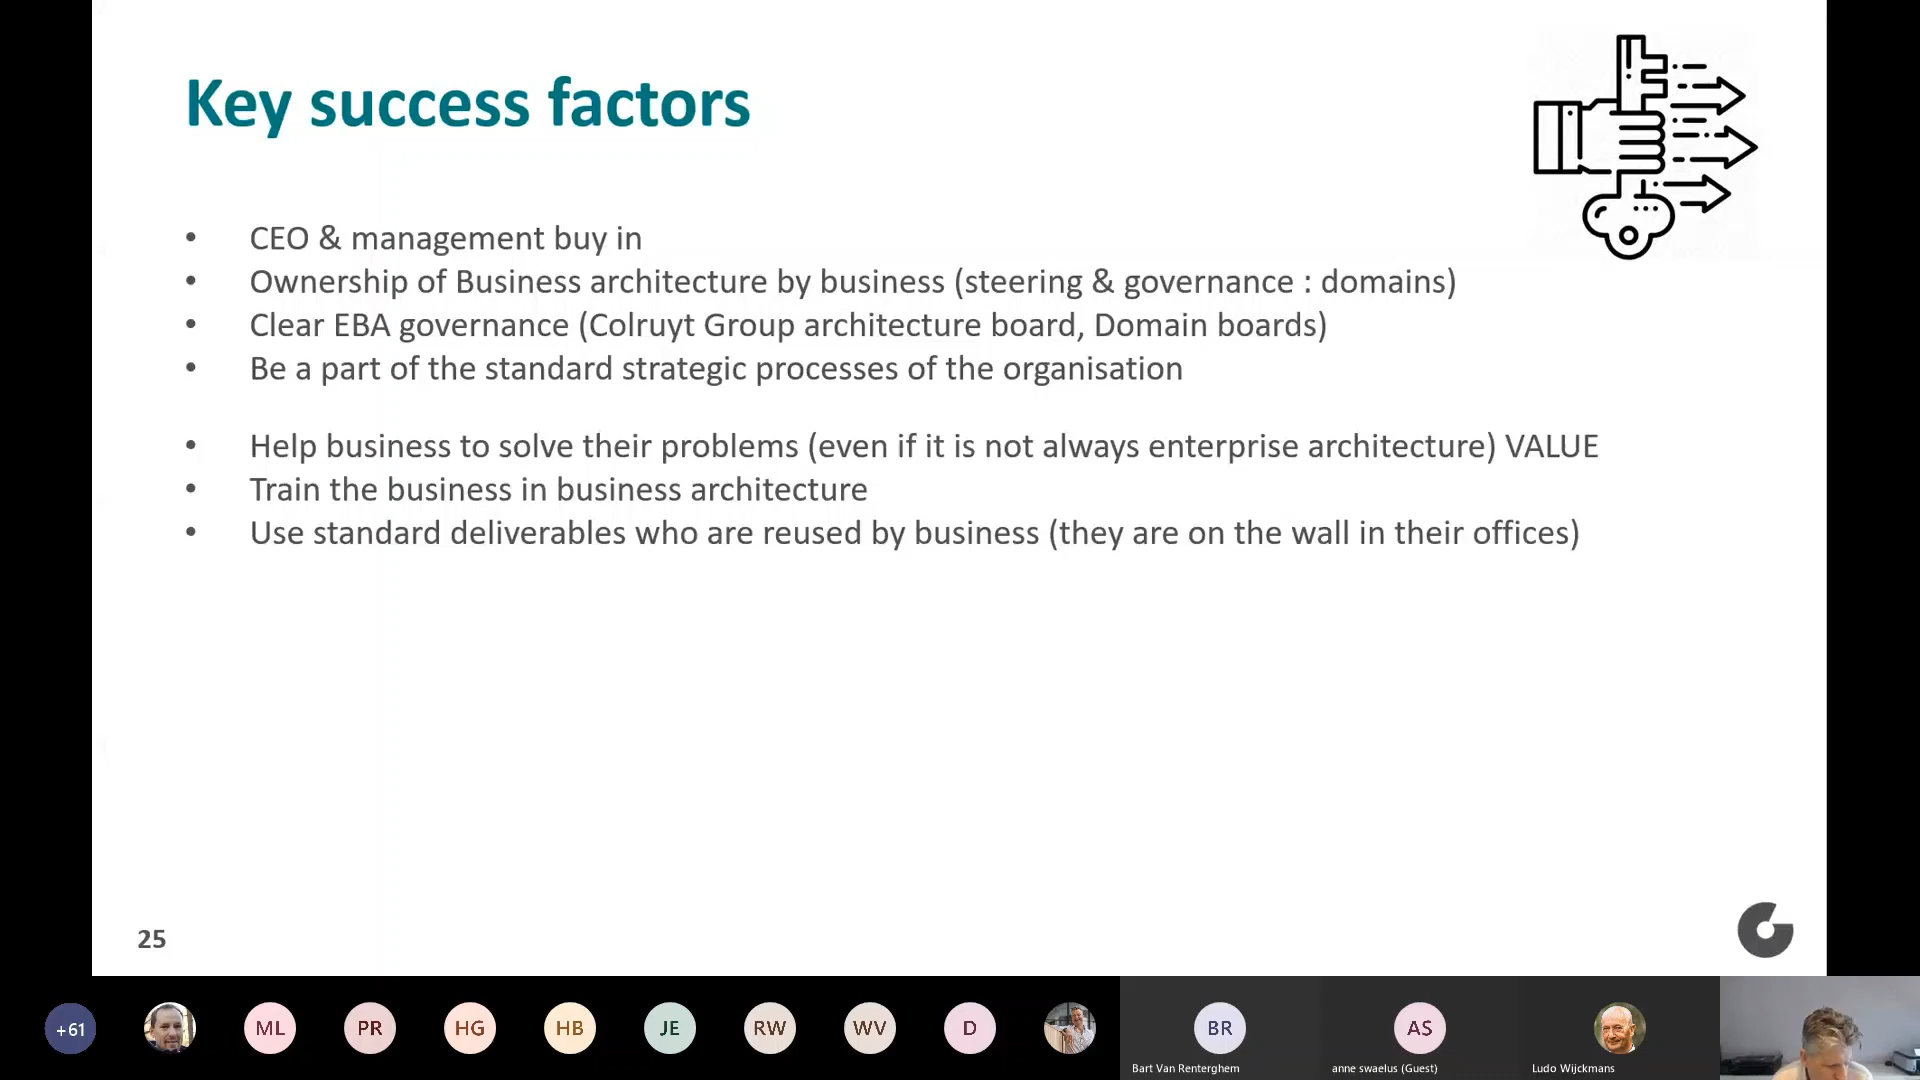 Key success factors
• CEO & management buy in
• Ownership of Business architecture by business (steering & governance : domains)
• Clear EBA governance (Colruyt Group architecture board, Domain boards)
• Be a part of the standard strategic processes of the organisation
• Help business to solve their problems (even if it is not always enterprise architecture) VALUE
• Train the business in business architecture
• Use standard deliverables who are reused by business (they are on the wall in their offices)
25
+61
ML
PR
HG
HB
JE
RW
WV
D
BR
AS
Bart Van Renterghem
anne swaelus (Guest)
Ludo Wijckmans